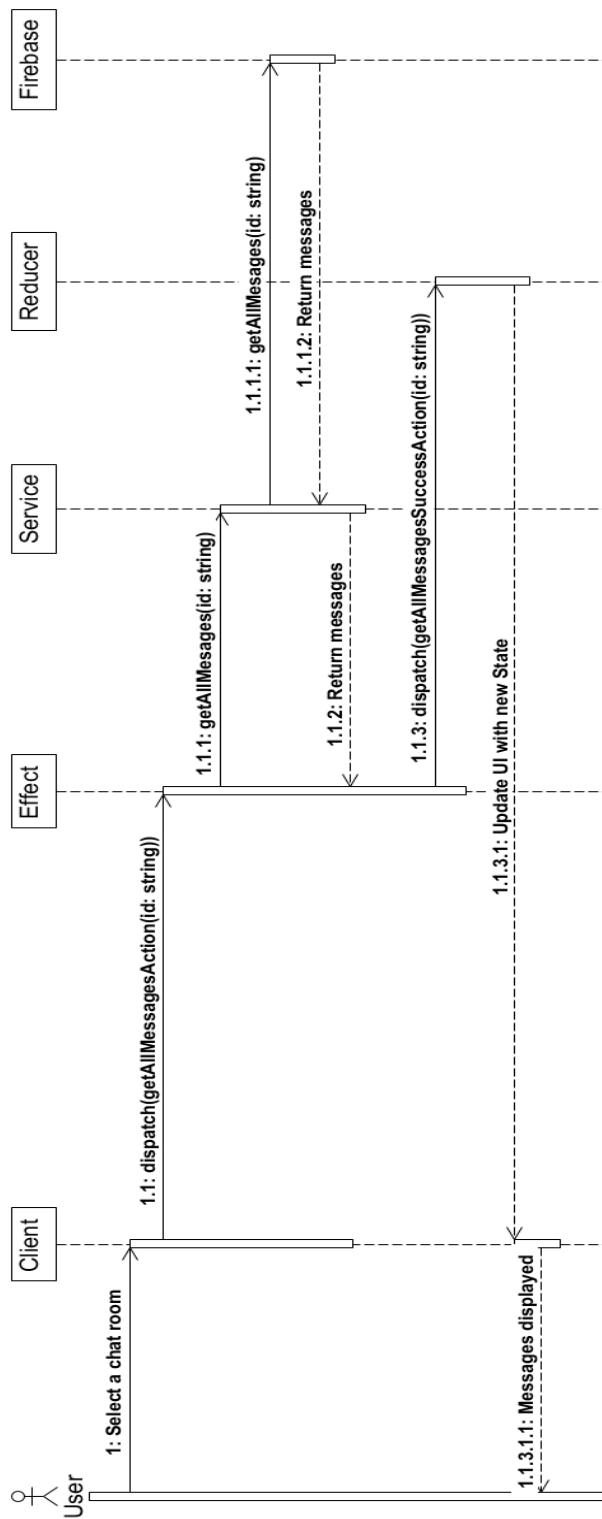 User
Client
Effect
Service
Reducer
Firebase
1: Select a chat room
1.1: dispatch(getAllMessagesAction(id: string))
1.1.1: getAllMesages(id: string)
1.1.1.1: getAllMesages(id: string)
1.1.1.2: Return messages
1.1.2: Return messages
1.1.3: dispatch(getAllMessagesSuccessAction(id: string))
1.1.3.1: Update UI with new State
1.1.3.1.1: Messages displayed